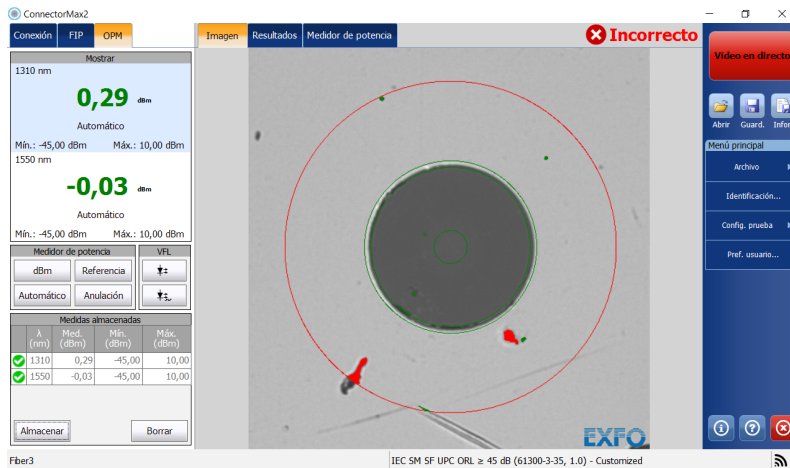 ConnectorMax2
Conexión FIP OPM
Mostrar
1310 nm
0,29 dBm
Automático
Mín.: -45,00 dBm Máx.: 10,00 dBm
1550 nm
-0,03 dBm
Automático
Mín.: -45,00 dBm Máx.: 10,00 dBm
Medidor de potencia VFL
dBm Referencia
Automático Anulación
Medidas almacenadas
λ (nm) Med. (dBm) Mín. (dBm) Máx. (dBm)
1310 0,29 -45,00 10,00
1550 -0,03 -45,00 10,00
Almacenar Borrar
Imagen Resultados Medidor de potencia
Incorrecto
EXFO
Vídeo en directo
Abrir Guard. Infor
Menú principal
Archivo
Identificación...
Config. prueba
Pref. usuario...
Fiber3
IEC SM SF UPC ORL ≥ 45 dB (61300-3-35, 1.0) - Customized